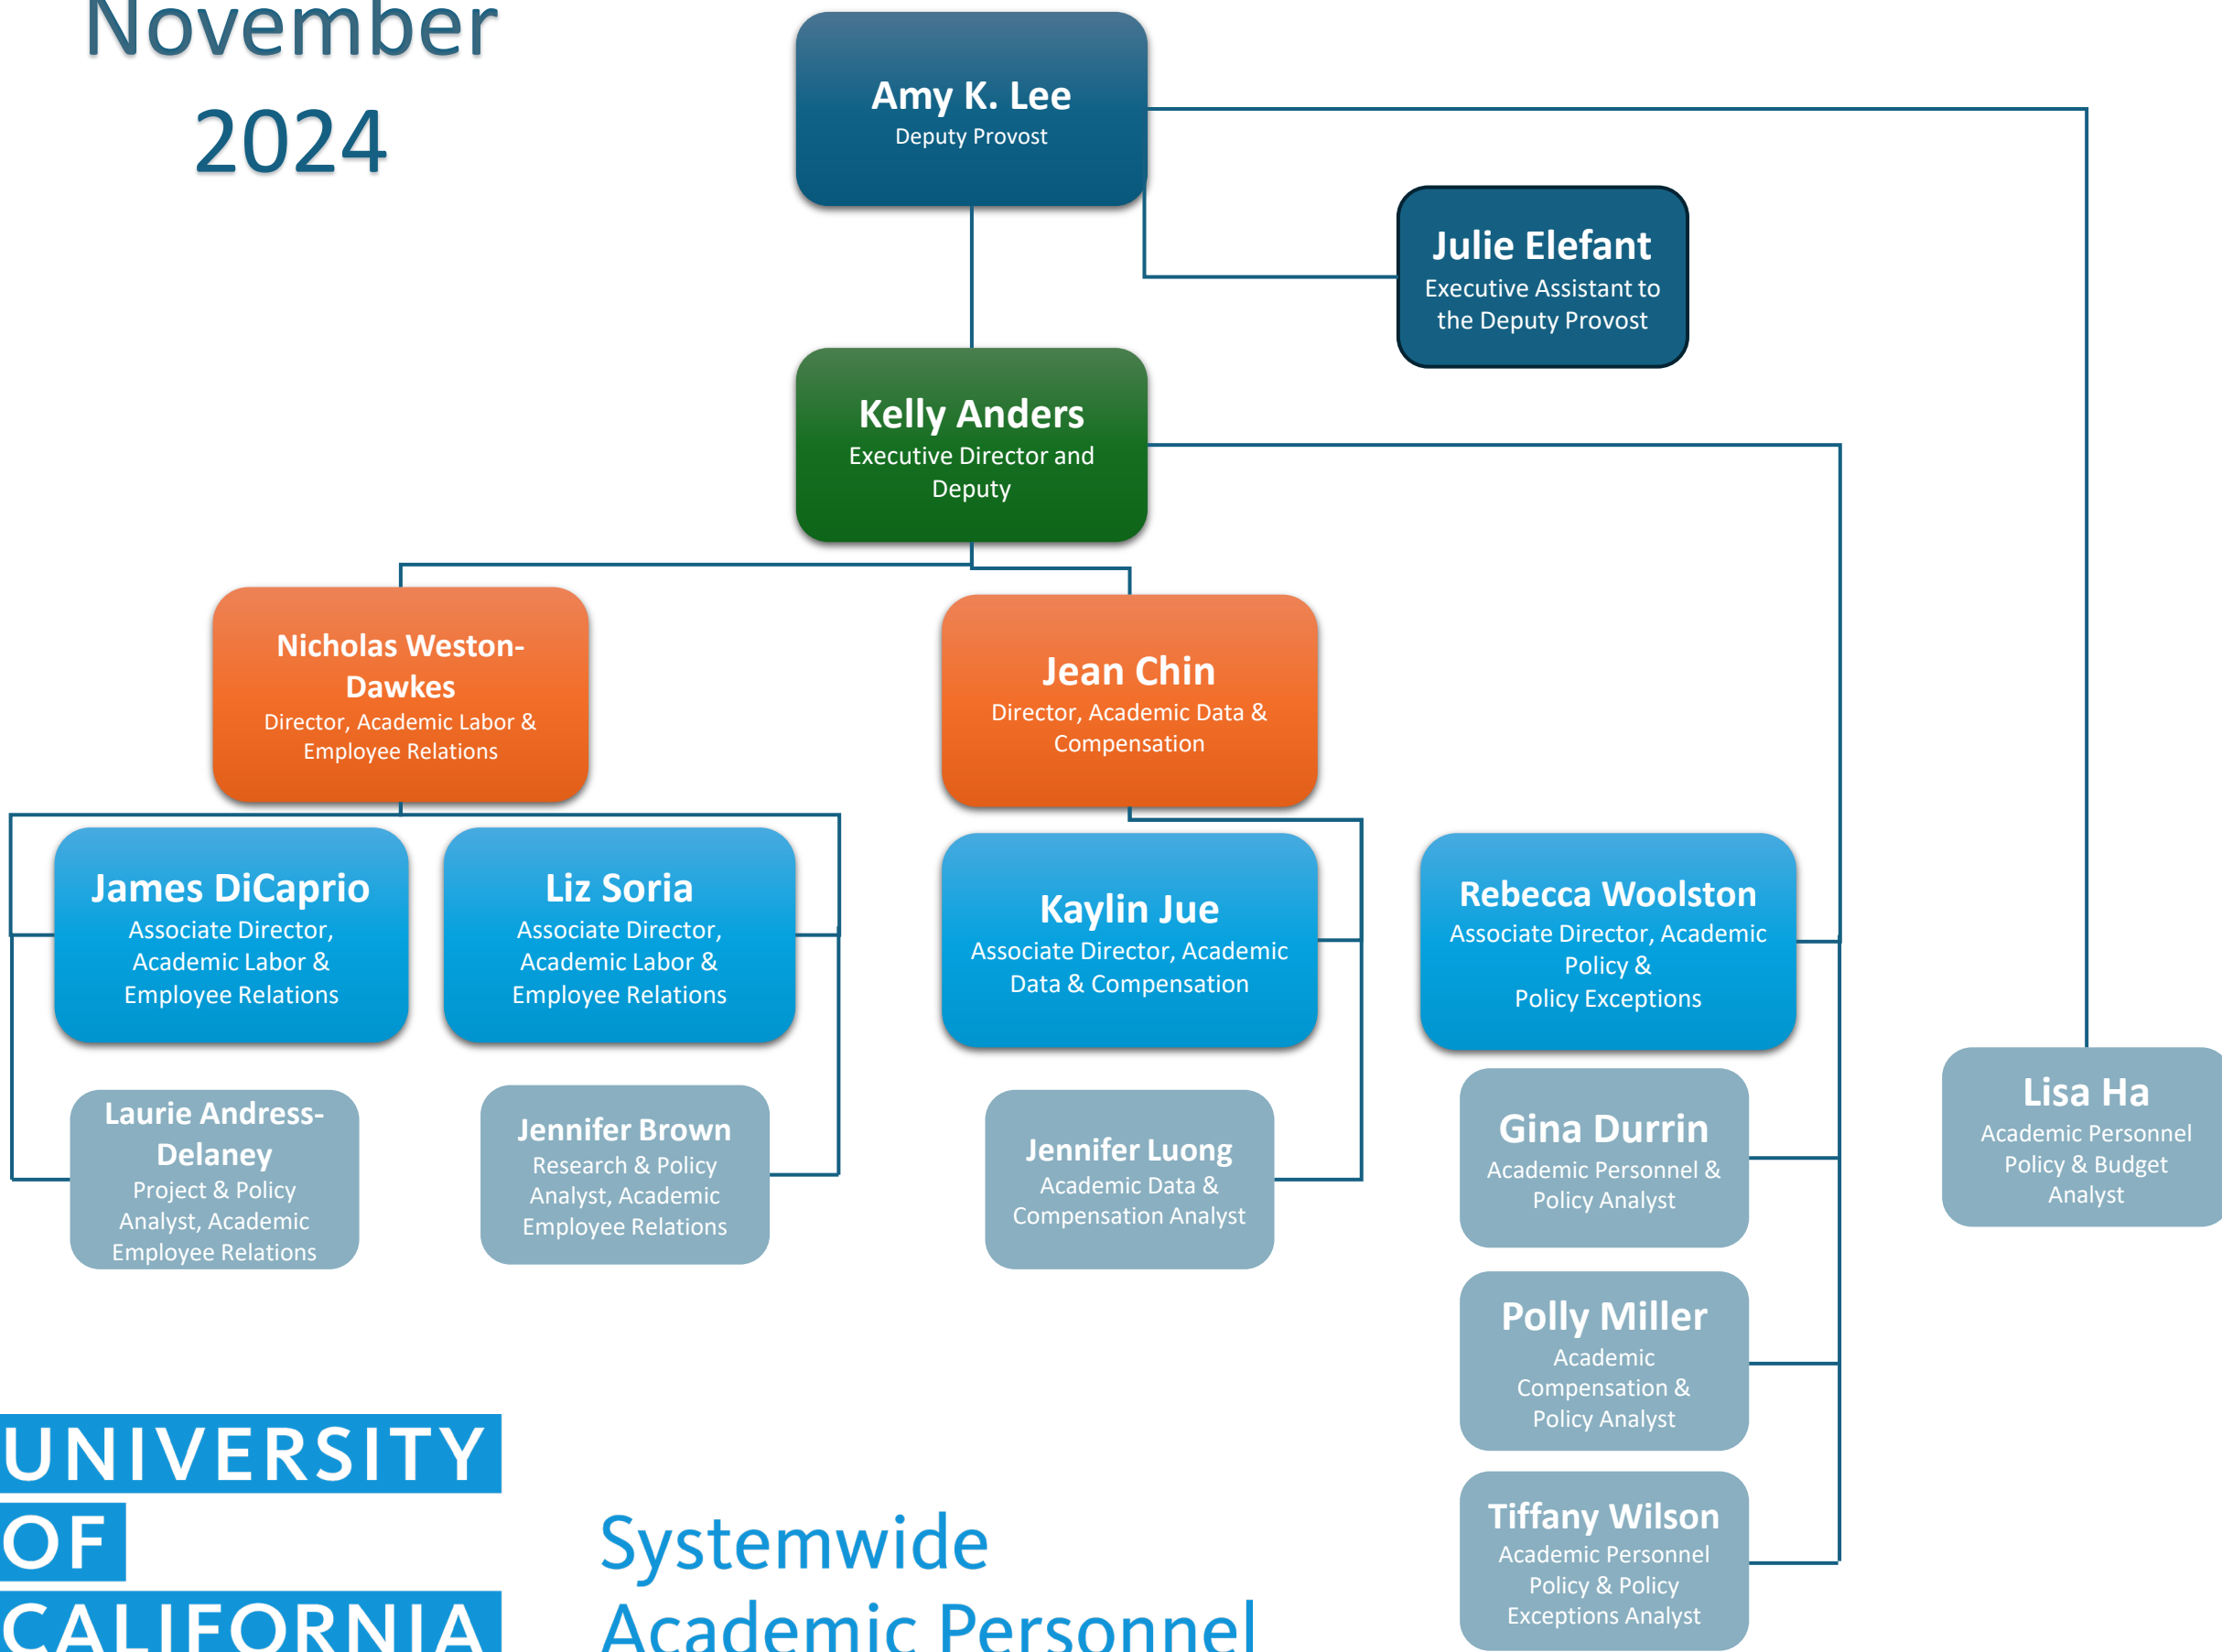 November
2024
Amy K. Lee
Deputy Provost
Julie Elefant
Executive Assistant to
the Deputy Provost
Kelly Anders
Executive Director and
Deputy
Nicholas Weston-
Dawkes
Director, Academic Labor &
Employee Relations
Jean Chin
Director, Academic Data &
Compensation
James DiCaprio
Associate Director,
Academic Labor &
Employee Relations
Liz Soria
Associate Director,
Academic Labor &
Employee Relations
Kaylin Jue
Associate Director, Academic
Data & Compensation
Rebecca Woolston
Associate Director, Academic
Policy &
Policy Exceptions
Laurie Andress-
Delaney
Project & Policy
Analyst, Academic
Employee Relations
Jennifer Brown
Research & Policy
Analyst, Academic
Employee Relations
Jennifer Luong
Academic Data &
Compensation Analyst
Gina Durrin
Academic Personnel &
Policy Analyst
Lisa Ha
Academic Personnel
Policy & Budget
Analyst
Polly Miller
Academic
Compensation &
Policy Analyst
Tiffany Wilson
Academic Personnel
Policy & Policy
Exceptions Analyst
UNIVERSITY
OF
CALIFORNIA
Systemwide
Academic Personnel